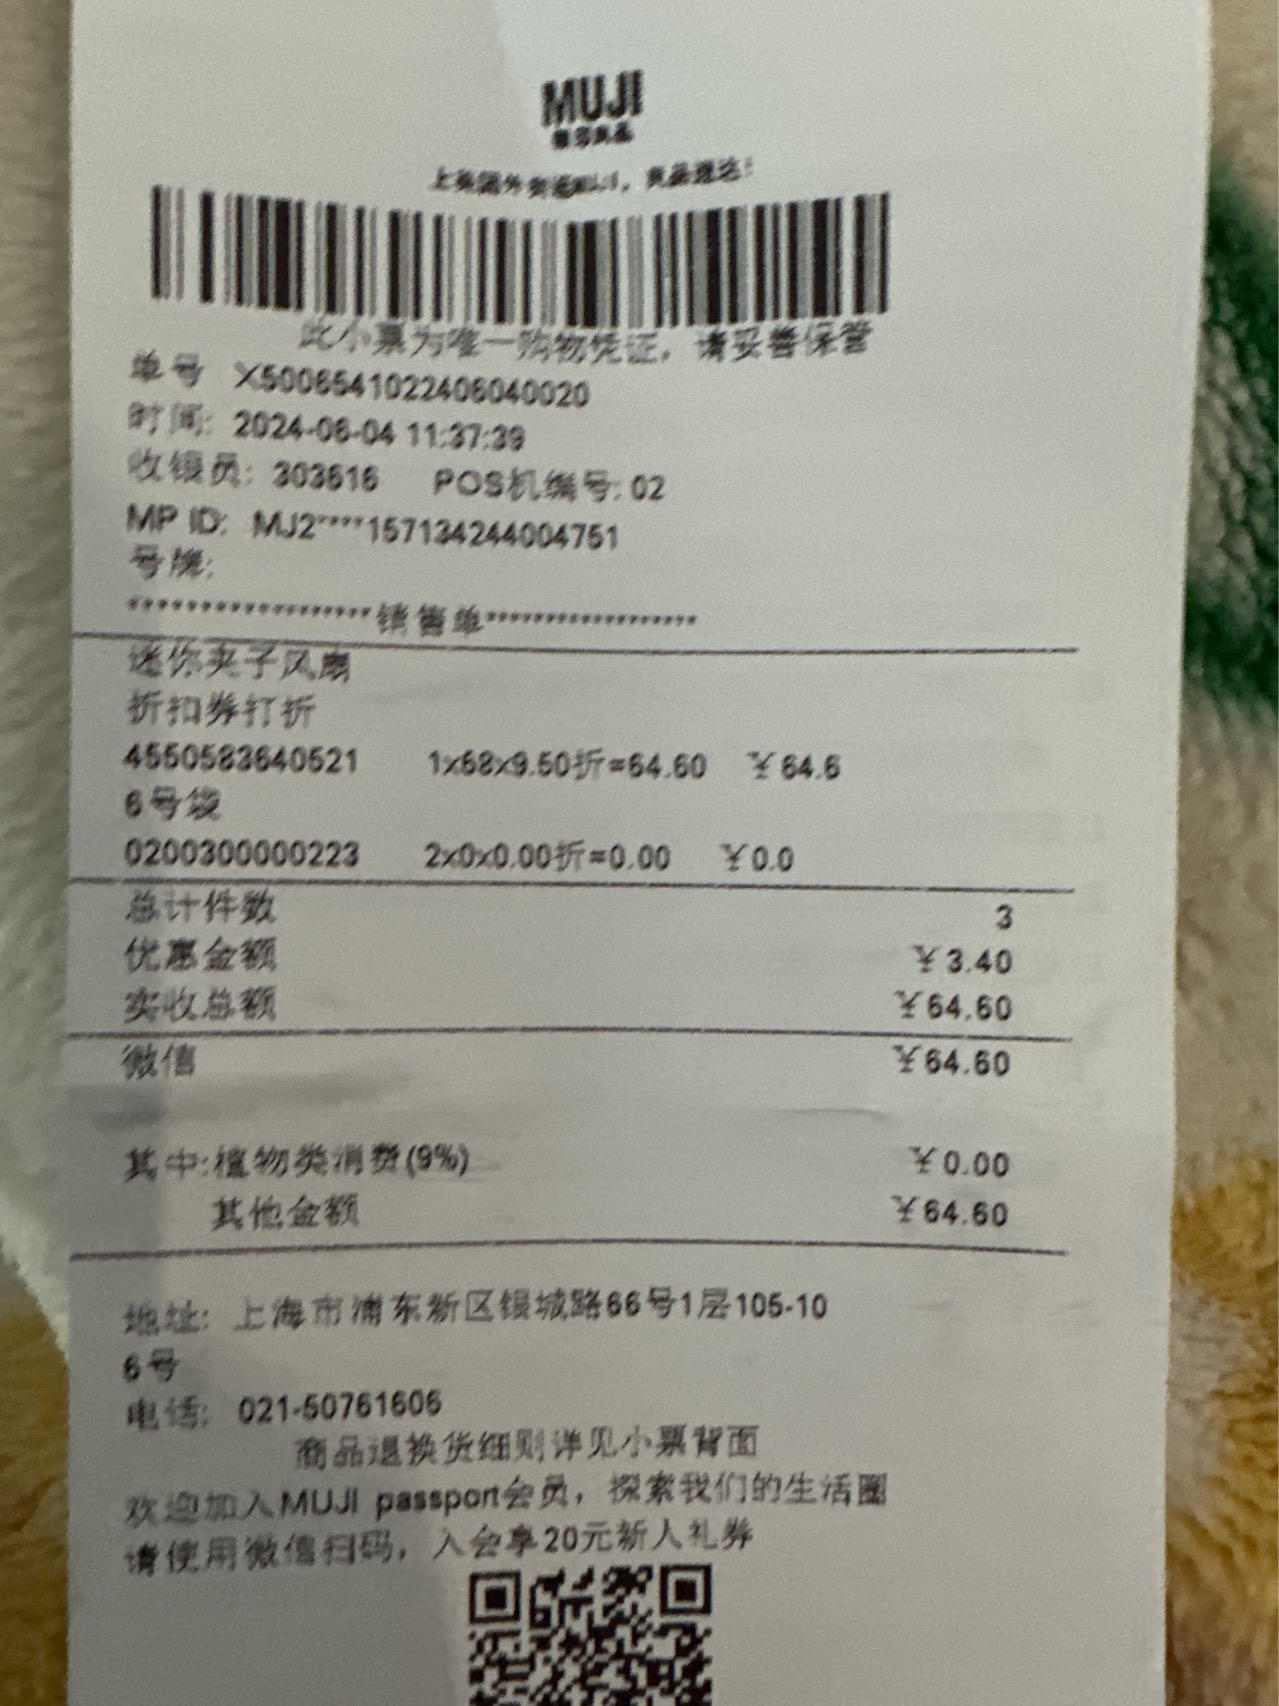 MUJI
無印良品
此小票为唯一购物凭证，请妥善保管
单号 X5006541022406040020
时间: 2024-06-04 11:37:39
收银员: 303616 POS机编号: 02
MP ID: MJ2****157134244004751
号牌:
******************销售单******************
迷你夹子风扇
折扣券打折
4550583640521 1x68x9.50折=64.60 ¥64.6
6号袋
0200300000223 2x0x0.00折=0.00 ¥0.0
总计件数 3
优惠金额 ¥3.40
实收总额 ¥64.60
微信 ¥64.60
其中:植物类消费(9%) ¥0.00
其他金额 ¥64.60
地址: 上海市浦东新区银城路66号1层105-10
6号
电话: 021-50761606
商品退换货细则详见小票背面
欢迎加入MUJI passport会员，探索我们的生活圈
请使用微信扫码，入会享20元新人礼券